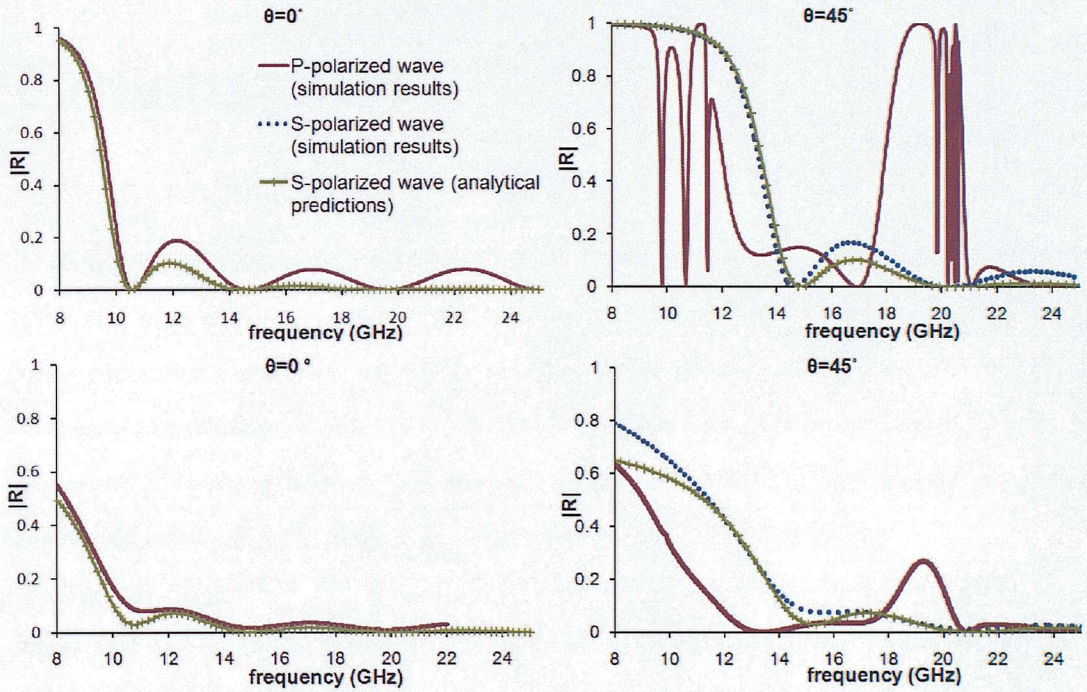 θ=0°
1
0.8
0.6
0.4
0.2
0
|R|
P-polarized wave
(simulation results)
S-polarized wave
(simulation results)
S-polarized wave (analytical
predictions)
8 10 12 14 16 18 20 22 24
frequency (GHz)
θ=45°
1
0.8
0.6
0.4
0.2
0
|R|
8 10 12 14 16 18 20 22 24
frequency (GHz)
θ=0 °
1
0.8
0.6
0.4
0.2
0
|R|
8 10 12 14 16 18 20 22 24
frequency (GHz)
θ=45°
1
0.8
0.6
0.4
0.2
0
|R|
8 10 12 14 16 18 20 22 24
frequency (GHz)